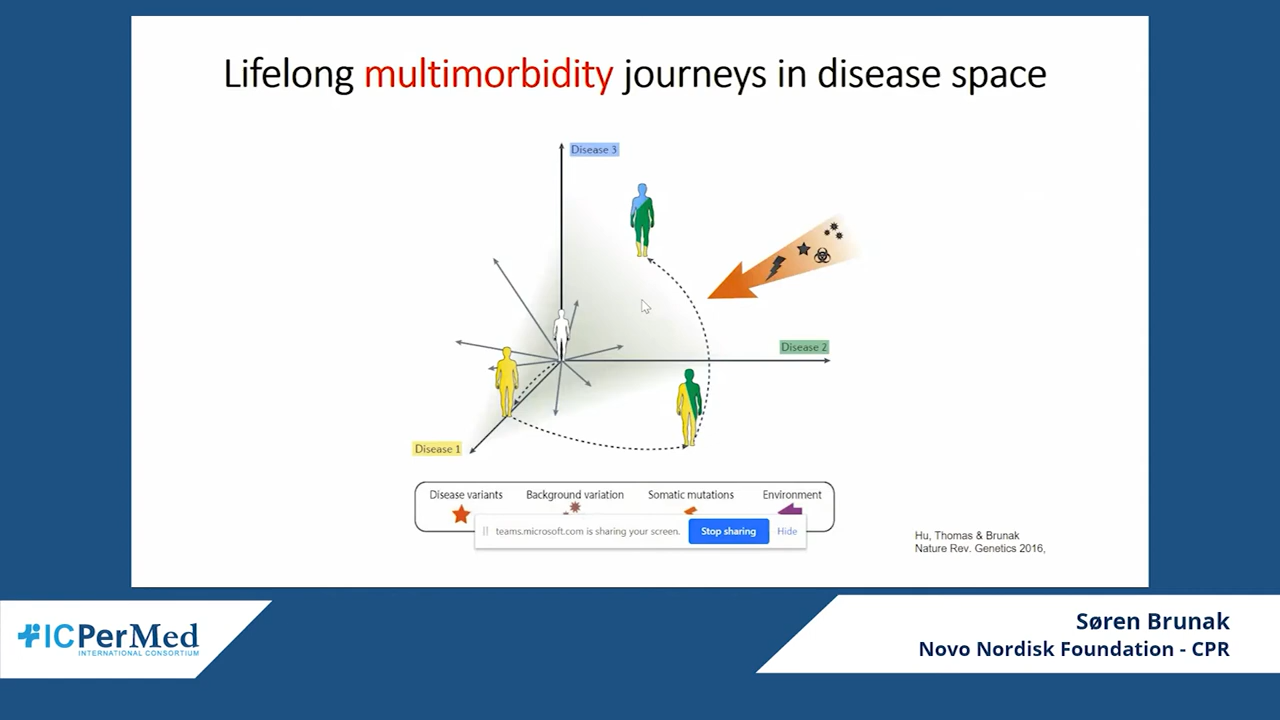 Lifelong multimorbidity journeys in disease space
Disease 3
Disease 2
Disease 1
Disease variants
Background variation
Somatic mutations
Environment
teams.microsoft.com is sharing your screen.
Stop sharing
Hide
Hu, Thomas & Brunak
Nature Rev. Genetics 2016,
ICPerMed
INTERNATIONAL CONSORTIUM
Søren Brunak
Novo Nordisk Foundation - CPR